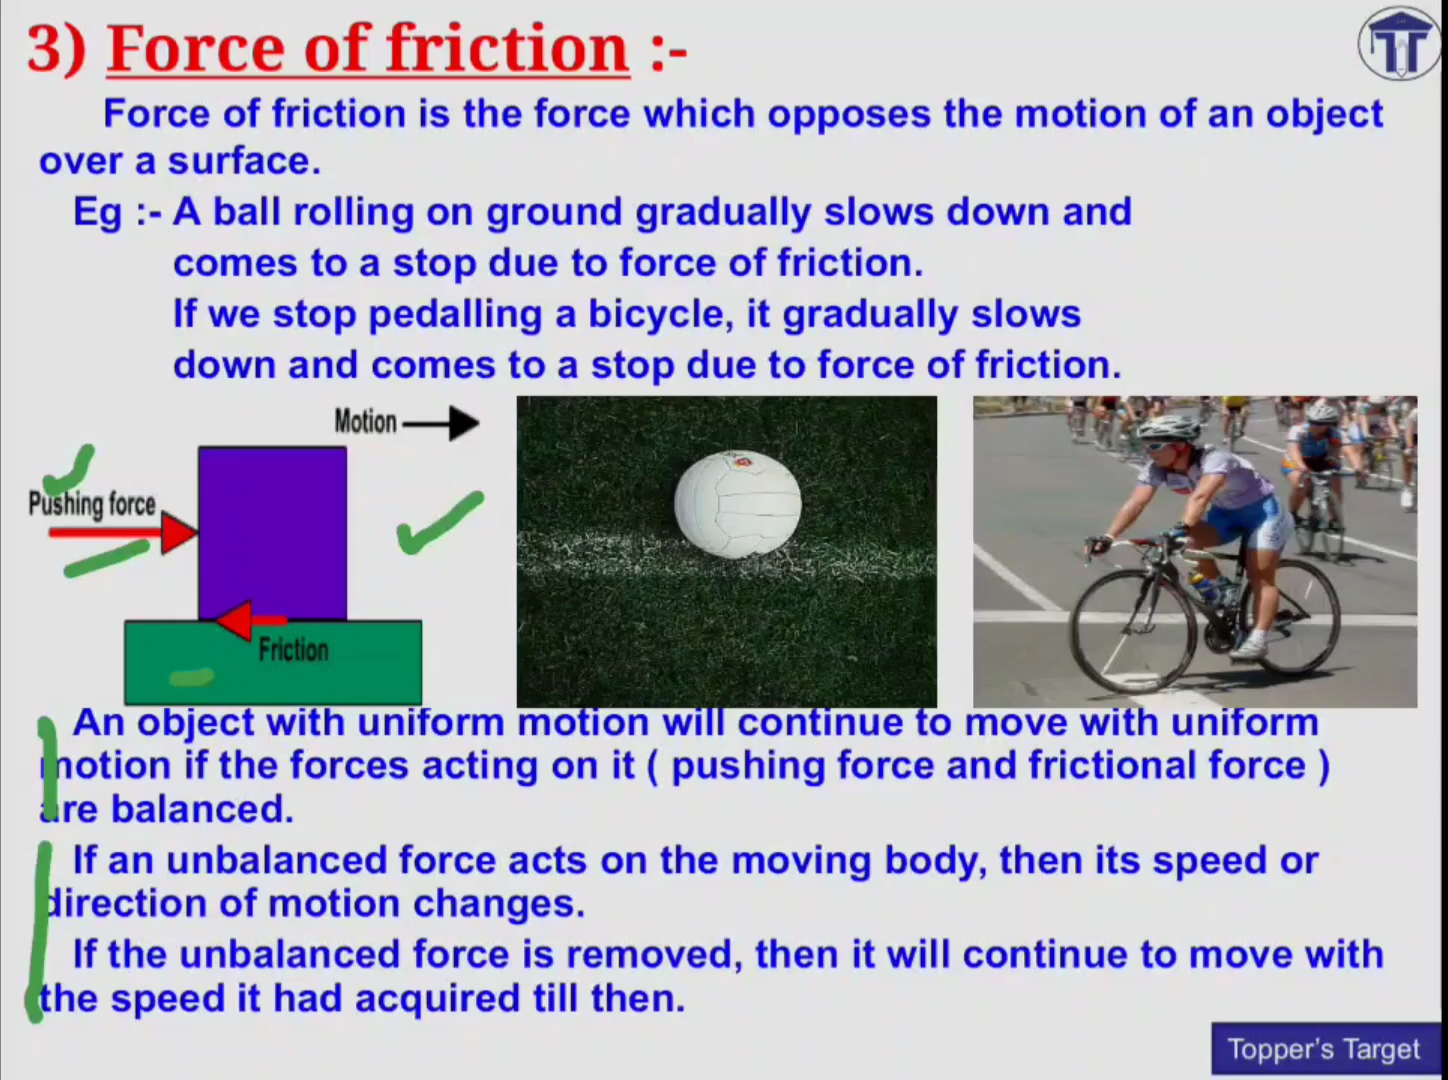 3) Force of friction :-
Force of friction is the force which opposes the motion of an object
over a surface.
Eg :- A ball rolling on ground gradually slows down and
comes to a stop due to force of friction.
If we stop pedalling a bicycle, it gradually slows
down and comes to a stop due to force of friction.
Motion
Pushing force
Friction
An object with uniform motion will continue to move with uniform
motion if the forces acting on it ( pushing force and frictional force )
are balanced.
If an unbalanced force acts on the moving body, then its speed or
direction of motion changes.
If the unbalanced force is removed, then it will continue to move with
the speed it had acquired till then.
Topper's Target